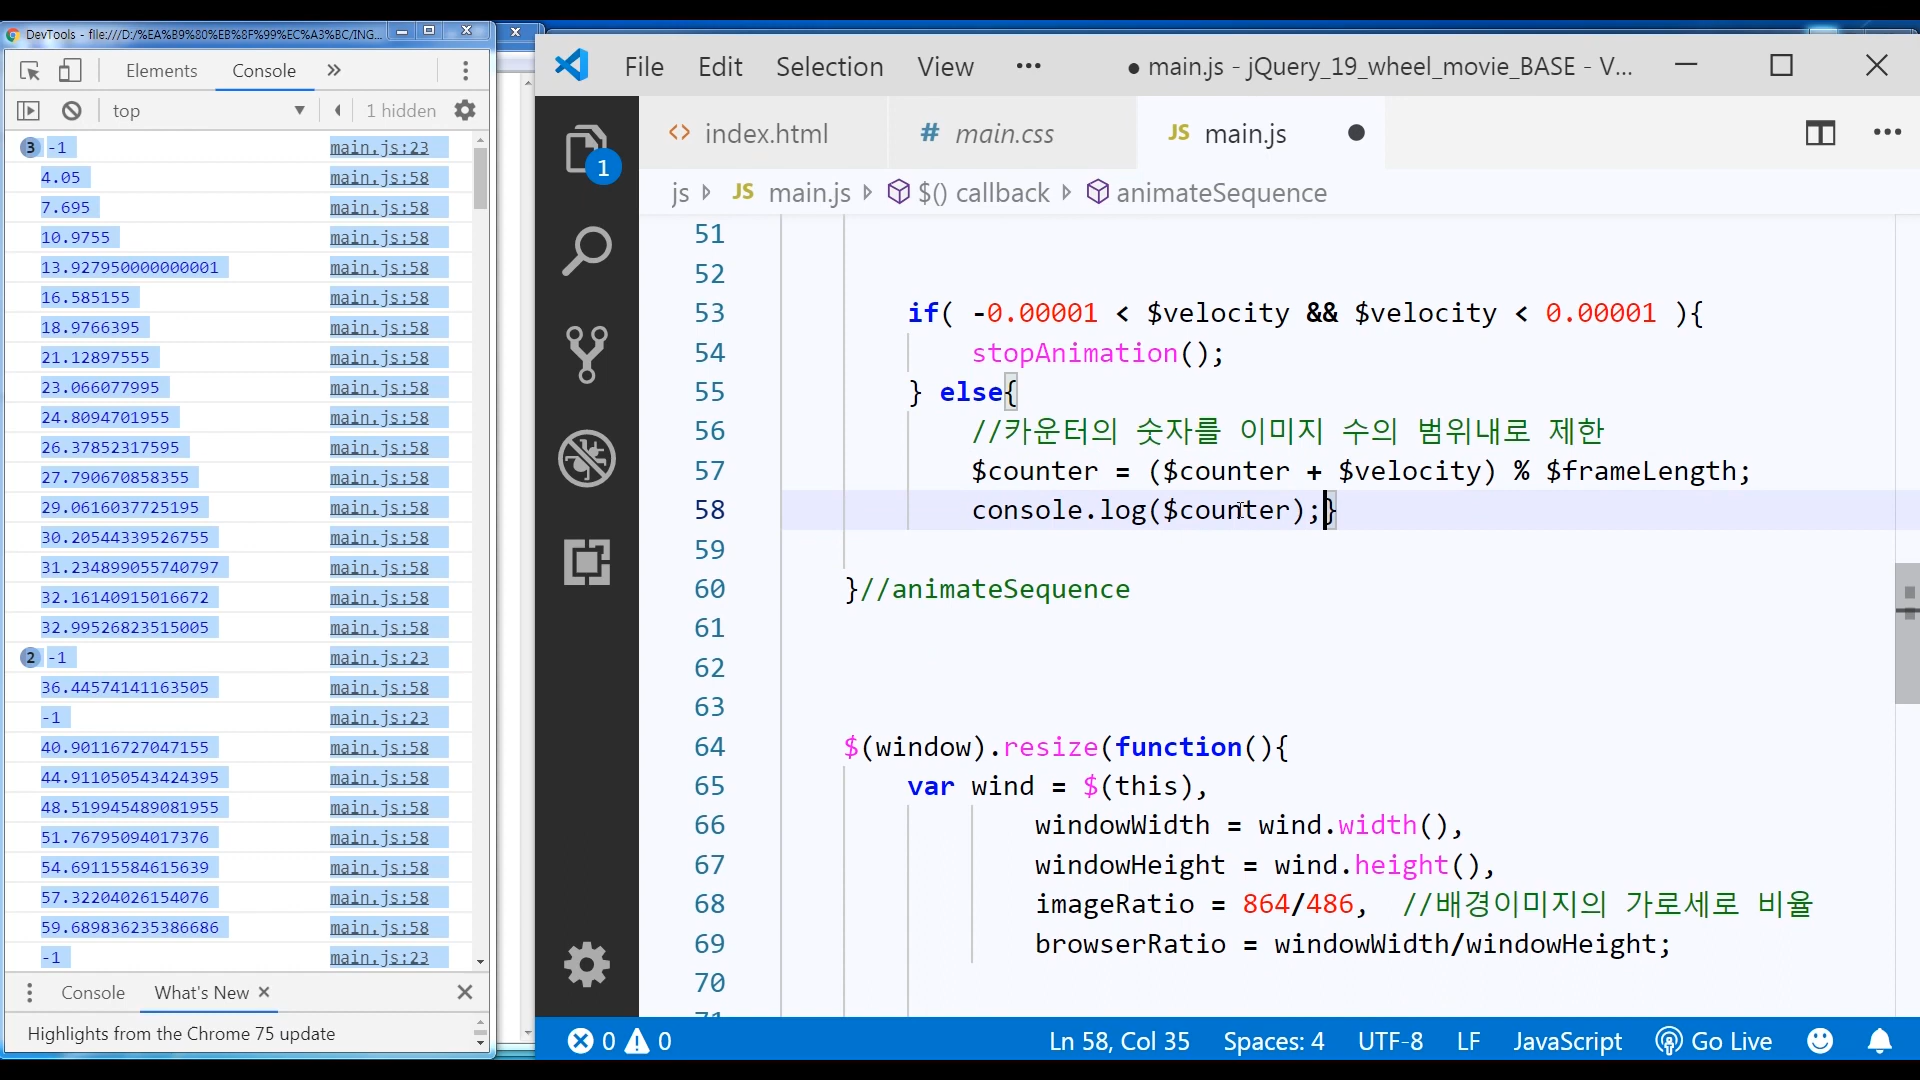 DevTools - file:///D:/%EA%B9%80%EB%8F%99%EC%A3%BC/ING...
Elements Console »
top 1 hidden
3 -1 main.js:23
4.05 main.js:58
7.695 main.js:58
10.9755 main.js:58
13.927950000000001 main.js:58
16.585155 main.js:58
18.9766395 main.js:58
21.12897555 main.js:58
23.066077995 main.js:58
24.8094701955 main.js:58
26.37852317595 main.js:58
27.790670858355 main.js:58
29.0616037725195 main.js:58
30.20544339526755 main.js:58
31.234899055740797 main.js:58
32.16140915016672 main.js:58
32.99526823515005 main.js:58
2 -1 main.js:23
36.44574141163505 main.js:58
-1 main.js:23
40.90116727047155 main.js:58
44.911050543424395 main.js:58
48.519945489081955 main.js:58
51.76795094017376 main.js:58
54.69115584615639 main.js:58
57.32204026154076 main.js:58
59.689836235386686 main.js:58
-1 main.js:23
Console What's New
Highlights from the Chrome 75 update
File Edit Selection View ··· ● main.js - jQuery_19_wheel_movie_BASE - V...
index.html # main.css JS main.js ●
js JS main.js $() callback animateSequence
1
51
52
53 if( -0.00001 < $velocity && $velocity < 0.00001 ){
54 stopAnimation();
55 } else{
56 //카운터의 숫자를 이미지 수의 범위내로 제한
57 $counter = ($counter + $velocity) % $frameLength;
58 console.log($counter);}
59
60 }//animateSequence
61
62
63
64 $(window).resize(function(){
65 var wind = $(this),
66 windowWidth = wind.width(),
67 windowHeight = wind.height(),
68 imageRatio = 864/486, //배경이미지의 가로세로 비율
69 browserRatio = windowWidth/windowHeight;
70
71
0 0 Ln 58, Col 35 Spaces: 4 UTF-8 LF JavaScript Go Live